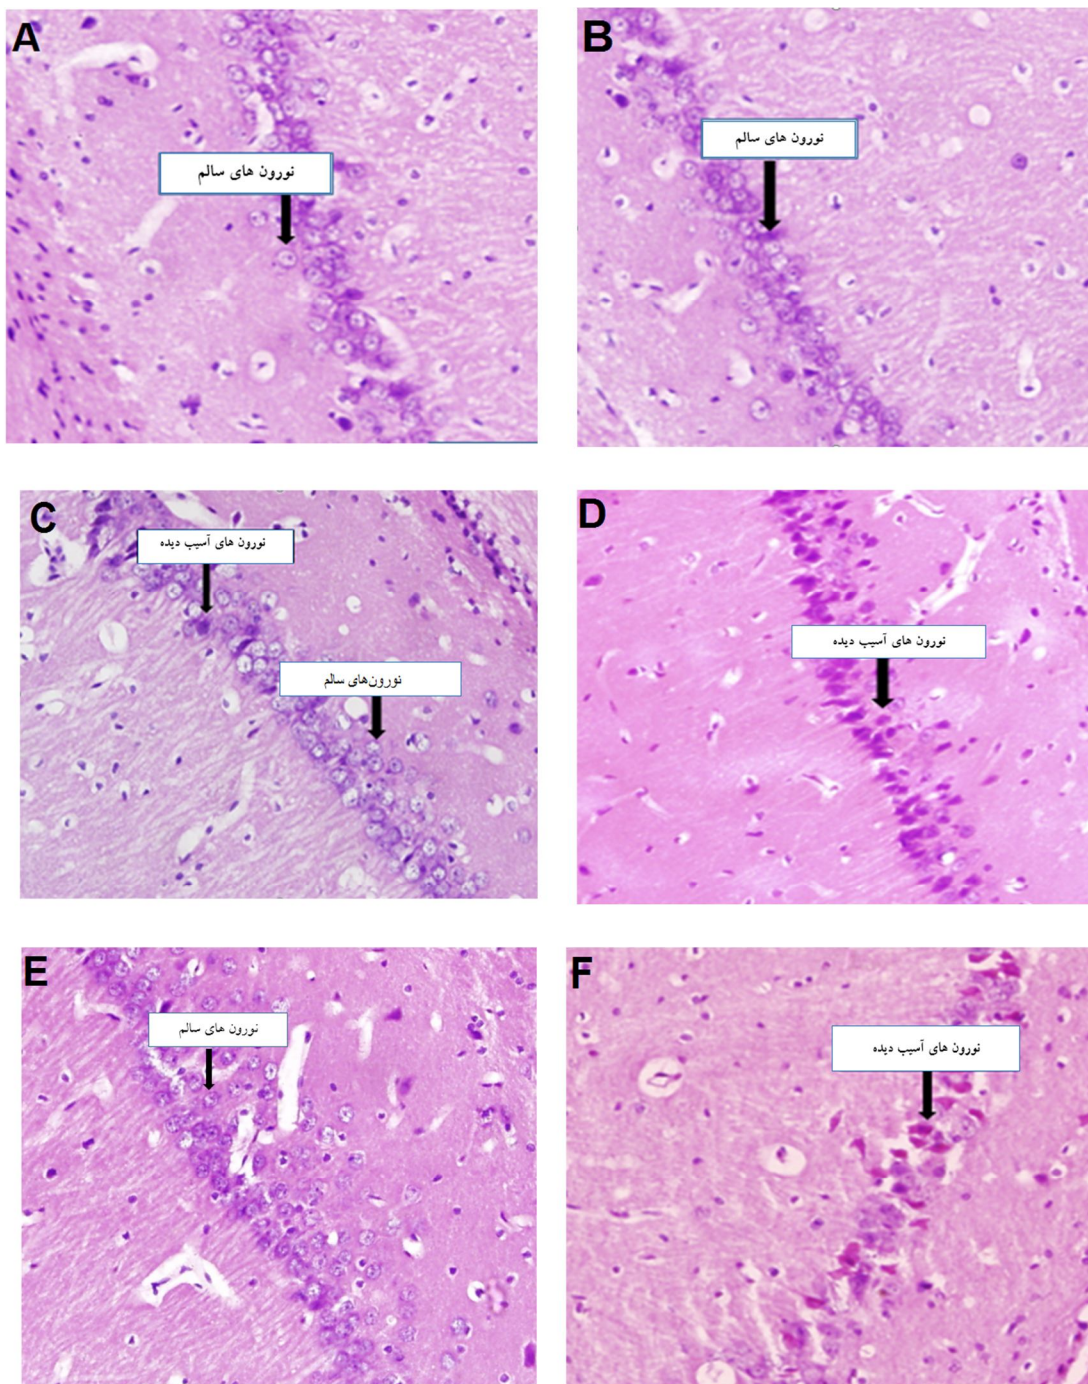 A
نورون های سالم
B
نورون های سالم
C
نورون های آسیب دیده
نورون‌های سالم
D
نورون های آسیب دیده
E
نورون های سالم
F
نورون های آسیب دیده